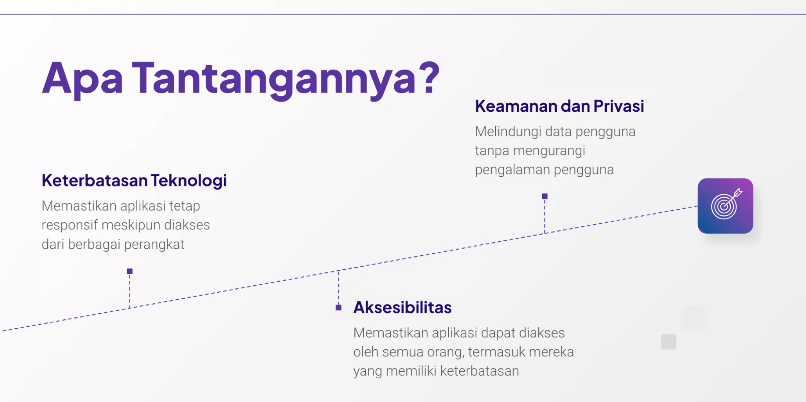 Apa Tantangannya?
Keterbatasan Teknologi
Memastikan aplikasi tetap
responsif meskipun diakses
dari berbagai perangkat
Aksesibilitas
Memastikan aplikasi dapat diakses
oleh semua orang, termasuk mereka
yang memiliki keterbatasan
Keamanan dan Privasi
Melindungi data pengguna
tanpa mengurangi
pengalaman pengguna